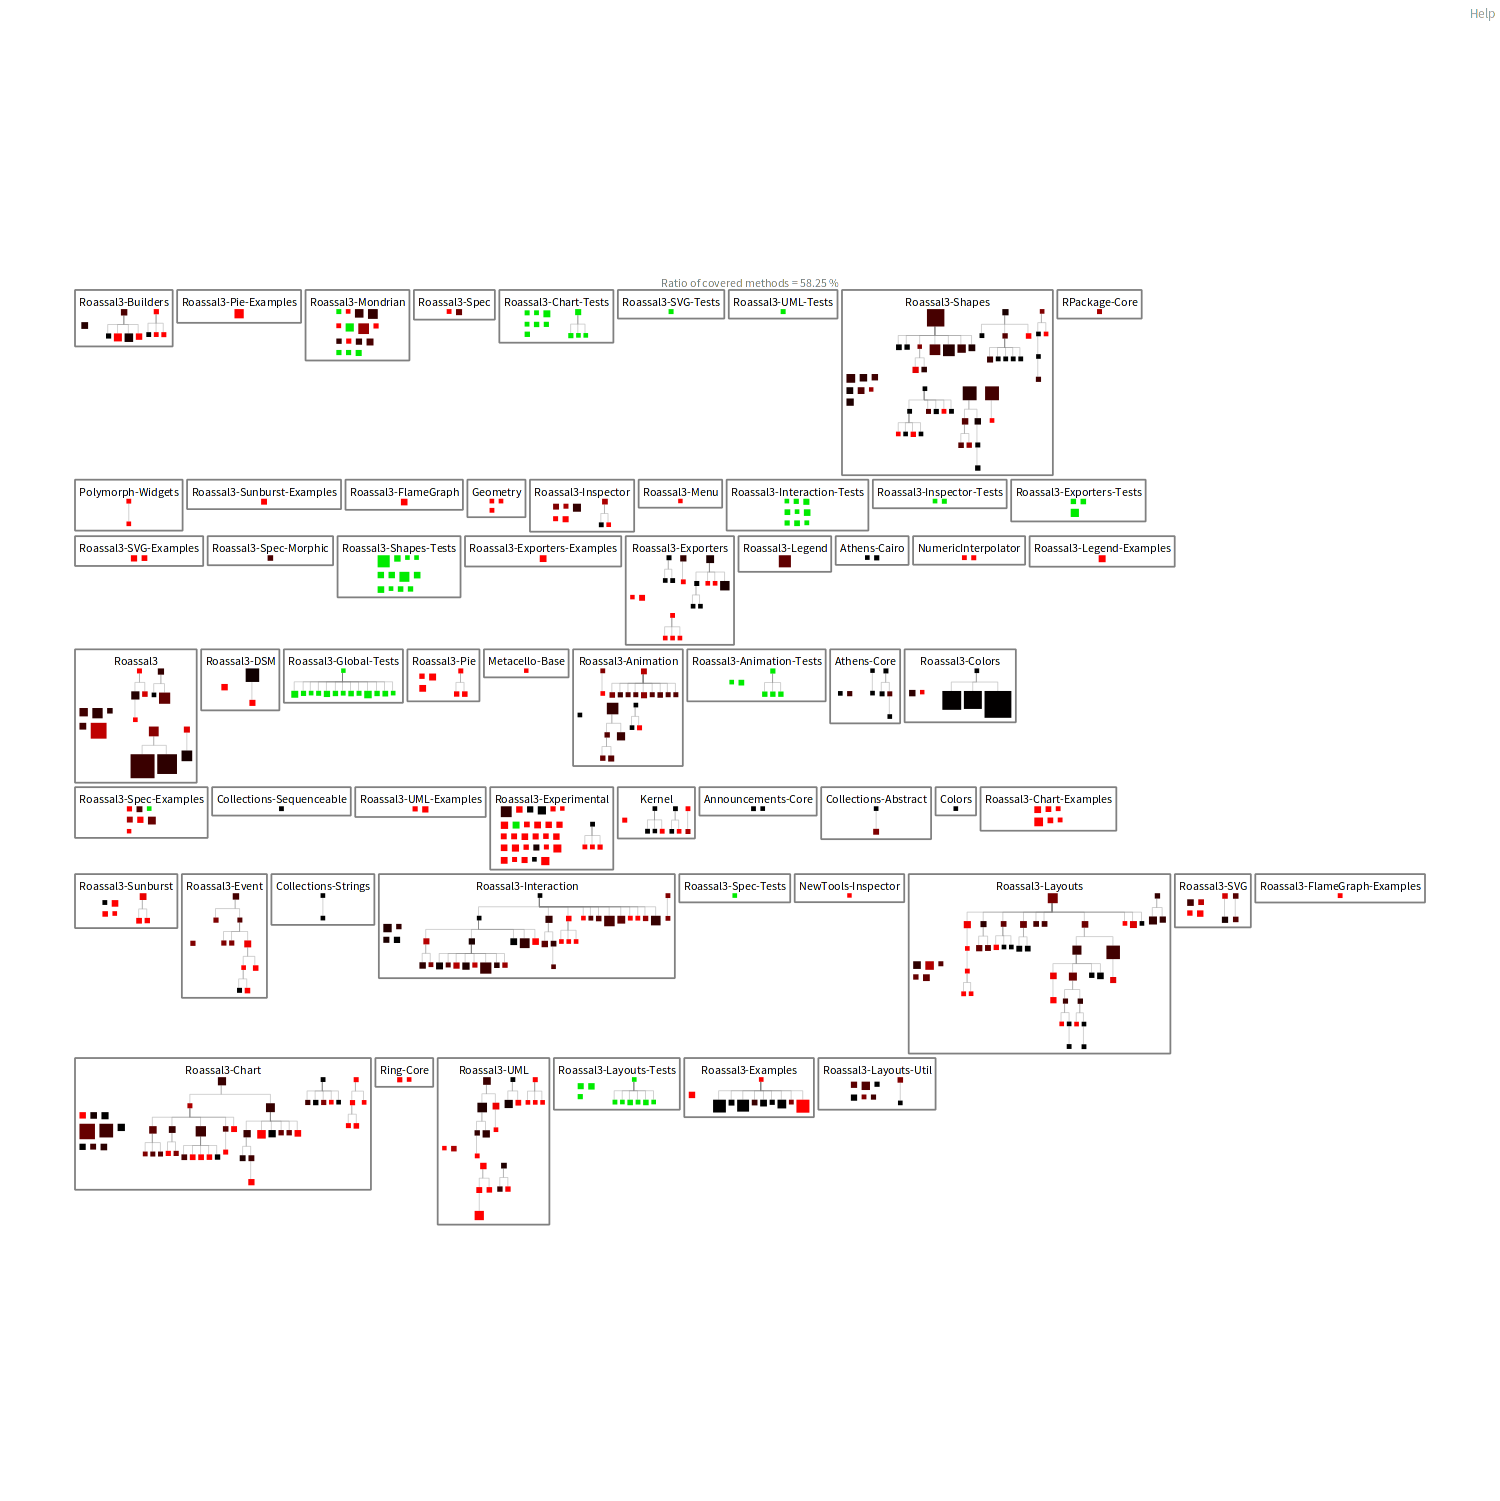 Help
Ratio of covered methods = 58.25 %
Roassal3-Builders
Roassal3-Pie-Examples
Roassal3-Mondrian
Roassal3-Spec
Roassal3-Chart-Tests
Roassal3-SVG-Tests
Roassal3-UML-Tests
Roassal3-Shapes
RPackage-Core
Polymorph-Widgets
Roassal3-Sunburst-Examples
Roassal3-FlameGraph
Geometry
Roassal3-Inspector
Roassal3-Menu
Roassal3-Interaction-Tests
Roassal3-Inspector-Tests
Roassal3-Exporters-Tests
Roassal3-SVG-Examples
Roassal3-Spec-Morphic
Roassal3-Shapes-Tests
Roassal3-Exporters-Examples
Roassal3-Exporters
Roassal3-Legend
Athens-Cairo
NumericInterpolator
Roassal3-Legend-Examples
Roassal3
Roassal3-DSM
Roassal3-Global-Tests
Roassal3-Pie
Metacello-Base
Roassal3-Animation
Roassal3-Animation-Tests
Athens-Core
Roassal3-Colors
Roassal3-Spec-Examples
Collections-Sequenceable
Roassal3-UML-Examples
Roassal3-Experimental
Kernel
Announcements-Core
Collections-Abstract
Colors
Roassal3-Chart-Examples
Roassal3-Sunburst
Roassal3-Event
Collections-Strings
Roassal3-Interaction
Roassal3-Spec-Tests
NewTools-Inspector
Roassal3-Layouts
Roassal3-SVG
Roassal3-FlameGraph-Examples
Roassal3-Chart
Ring-Core
Roassal3-UML
Roassal3-Layouts-Tests
Roassal3-Examples
Roassal3-Layouts-Util